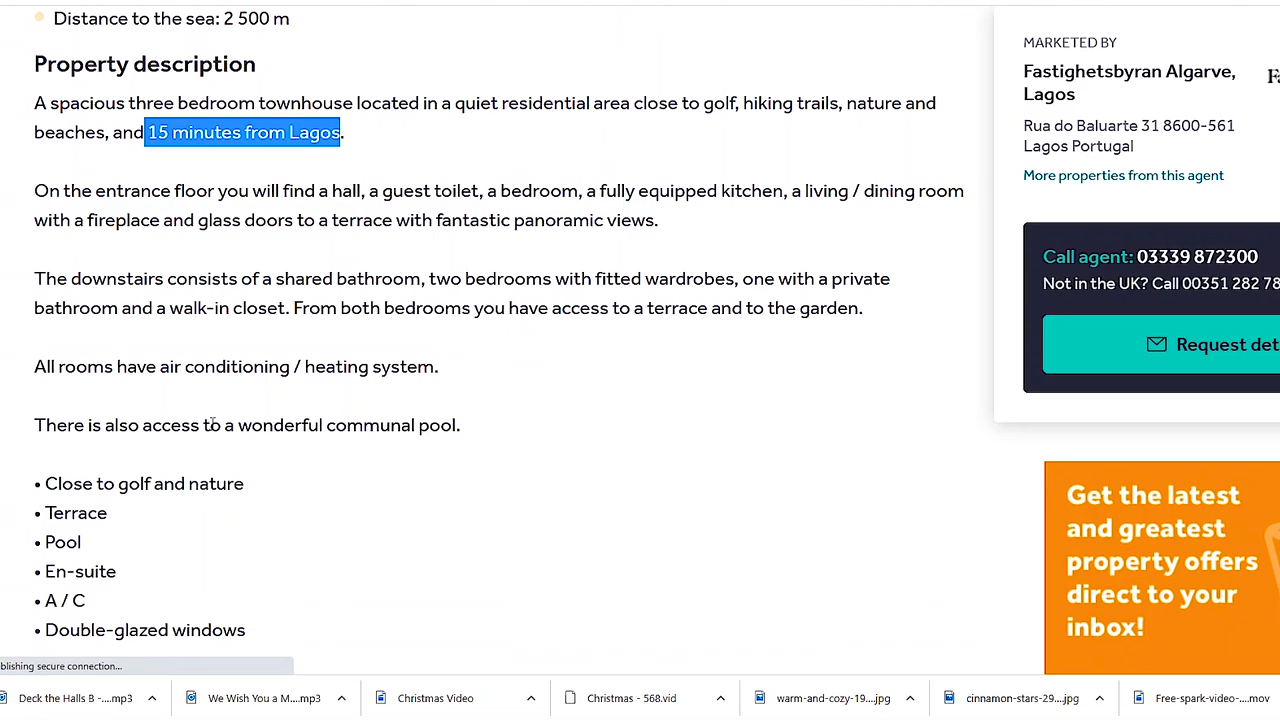 Distance to the sea: 2 500 m
Property description
A spacious three bedroom townhouse located in a quiet residential area close to golf, hiking trails, nature and
beaches, and 15 minutes from Lagos.
On the entrance floor you will find a hall, a guest toilet, a bedroom, a fully equipped kitchen, a living / dining room
with a fireplace and glass doors to a terrace with fantastic panoramic views.
The downstairs consists of a shared bathroom, two bedrooms with fitted wardrobes, one with a private
bathroom and a walk-in closet. From both bedrooms you have access to a terrace and to the garden.
All rooms have air conditioning / heating system.
There is also access to a wonderful communal pool.
• Close to golf and nature
• Terrace
• Pool
• En-suite
• A / C
• Double-glazed windows
MARKETED BY
Fastighetsbyran Algarve,
Lagos
Rua do Baluarte 31 8600-561
Lagos Portugal
More properties from this agent
Call agent: 03339 872300
Not in the UK? Call 00351 282 78
Request det
Get the latest
and greatest
property offers
direct to your
inbox!
blishing secure connection...
Deck the Halls B -....mp3
We Wish You a M....mp3
Christmas Video
Christmas - 568.vid
warm-and-cozy-19....jpg
cinnamon-stars-29....jpg
Free-spark-video-....mov